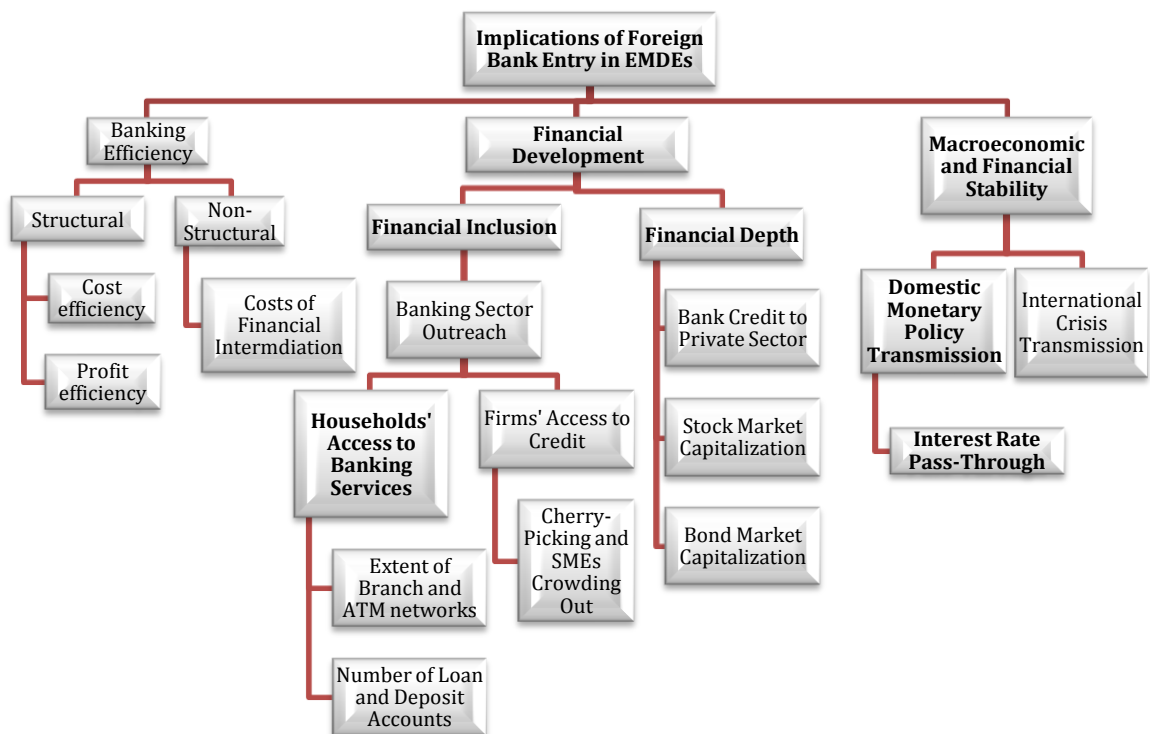 Implications of Foreign
Bank Entry in EMDEs
Banking
Efficiency
Structural
Cost
efficiency
Profit
efficiency
Non-
Structural
Costs of
Financial
Intermdiation
Financial
Development
Financial Inclusion
Banking Sector
Outreach
Households'
Access to
Banking
Services
Extent of
Branch and
ATM networks
Number of Loan
and Deposit
Accounts
Firms' Access to
Credit
Cherry-
Picking and
SMEs
Crowding
Out
Financial Depth
Bank Credit to
Private Sector
Stock Market
Capitalization
Bond Market
Capitalization
Macroeconomic
and Financial
Stability
Domestic
Monetary
Policy
Transmission
Interest Rate
Pass-Through
International
Crisis
Transmission